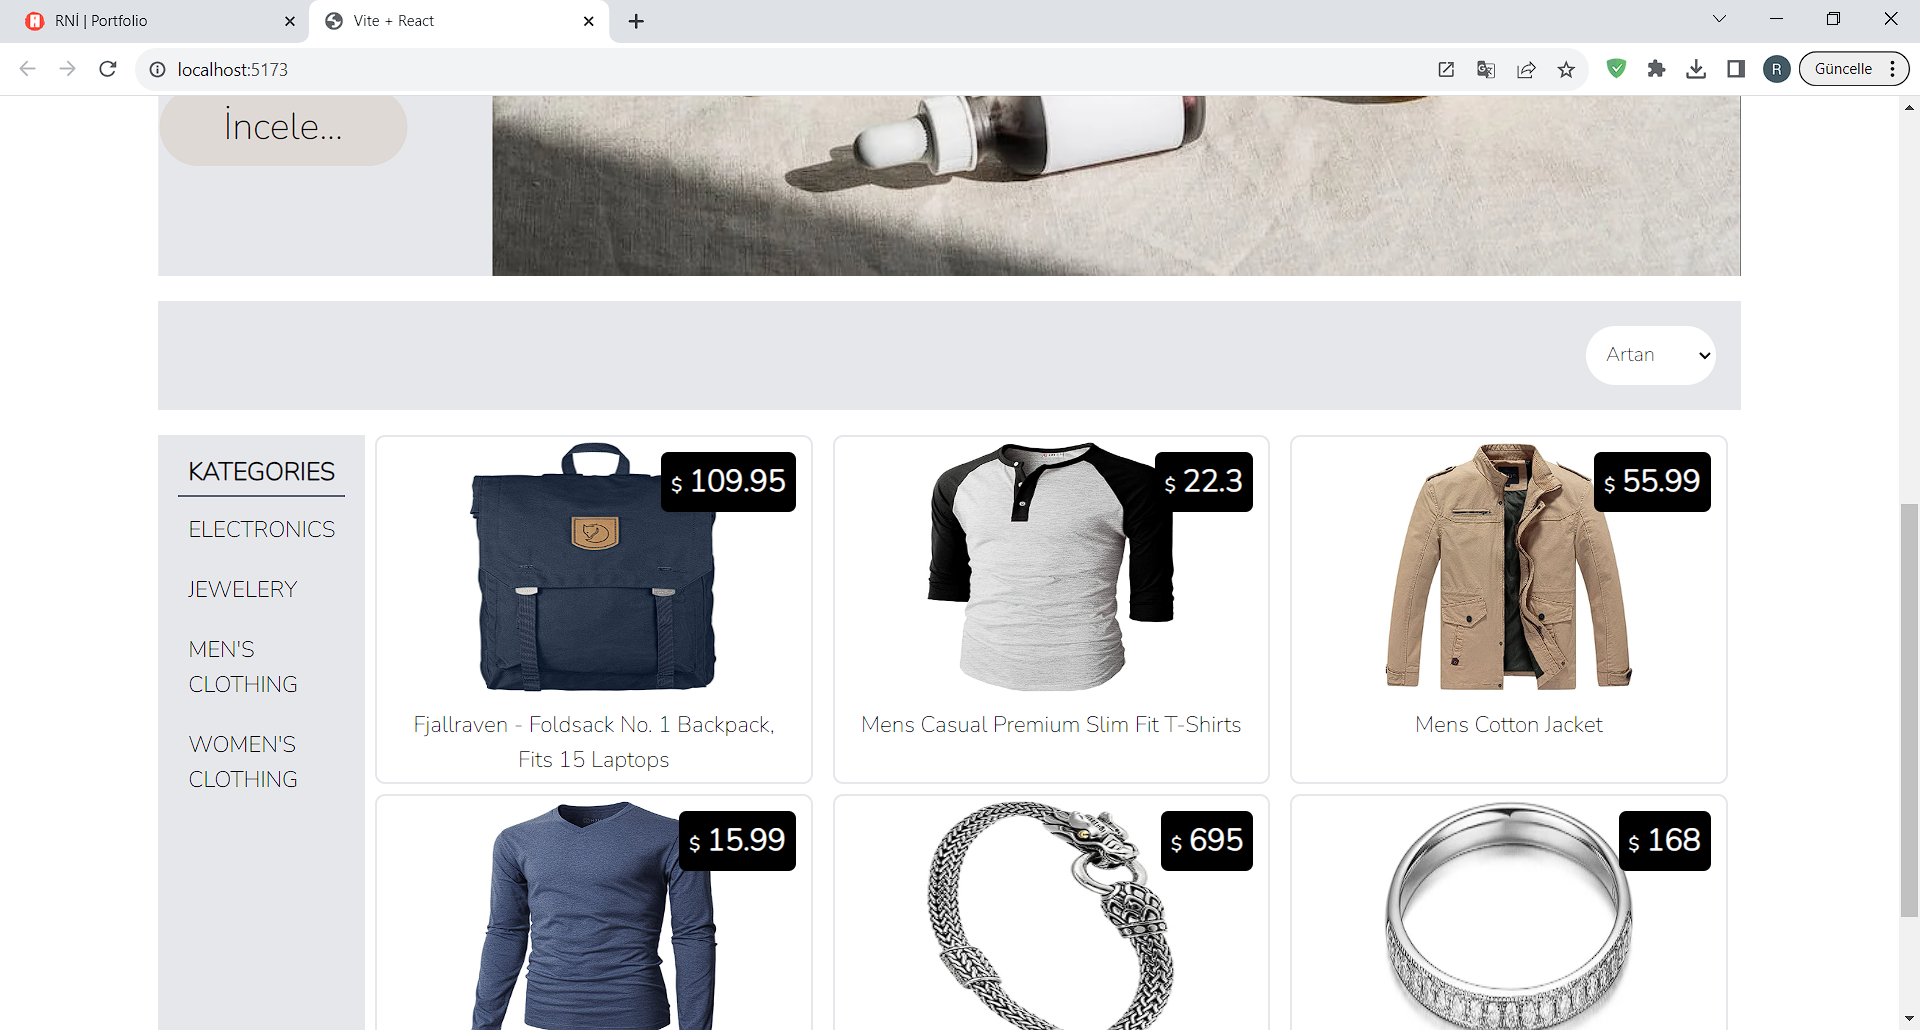 RNİ | Portfolio
Vite + React
localhost:5173
R
Güncelle
İncele...
Artan
KATEGORIES
ELECTRONICS
JEWELERY
MEN'S
CLOTHING
WOMEN'S
CLOTHING
$ 109.95
Fjallraven - Foldsack No. 1 Backpack,
Fits 15 Laptops
$ 22.3
Mens Casual Premium Slim Fit T-Shirts
$ 55.99
Mens Cotton Jacket
$ 15.99
$ 695
$ 168